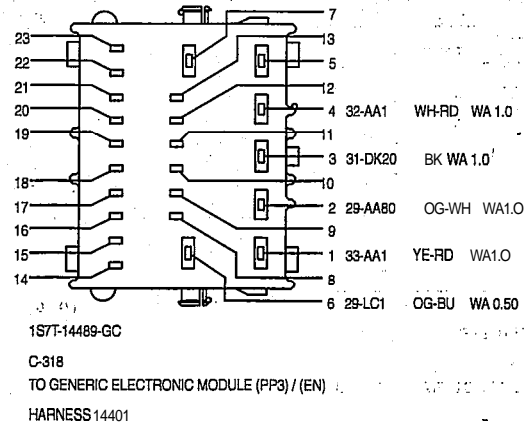 7
23
13
22
5
21
12
20
4 32-AA1 WH-RD WA 1.0
19
11
3 31-DK20 BK WA 1.0
18
10
17
2 29-AA80 OG-WH WA1.O
16
9
15
1 33-AA1 YE-RD WA1.O
14
8
6 29-LC1 OG-BU WA 0.50
1S7T-14489-GC
C-318
TO GENERIC ELECTRONIC MODULE (PP3) / (EN)
HARNESS 14401